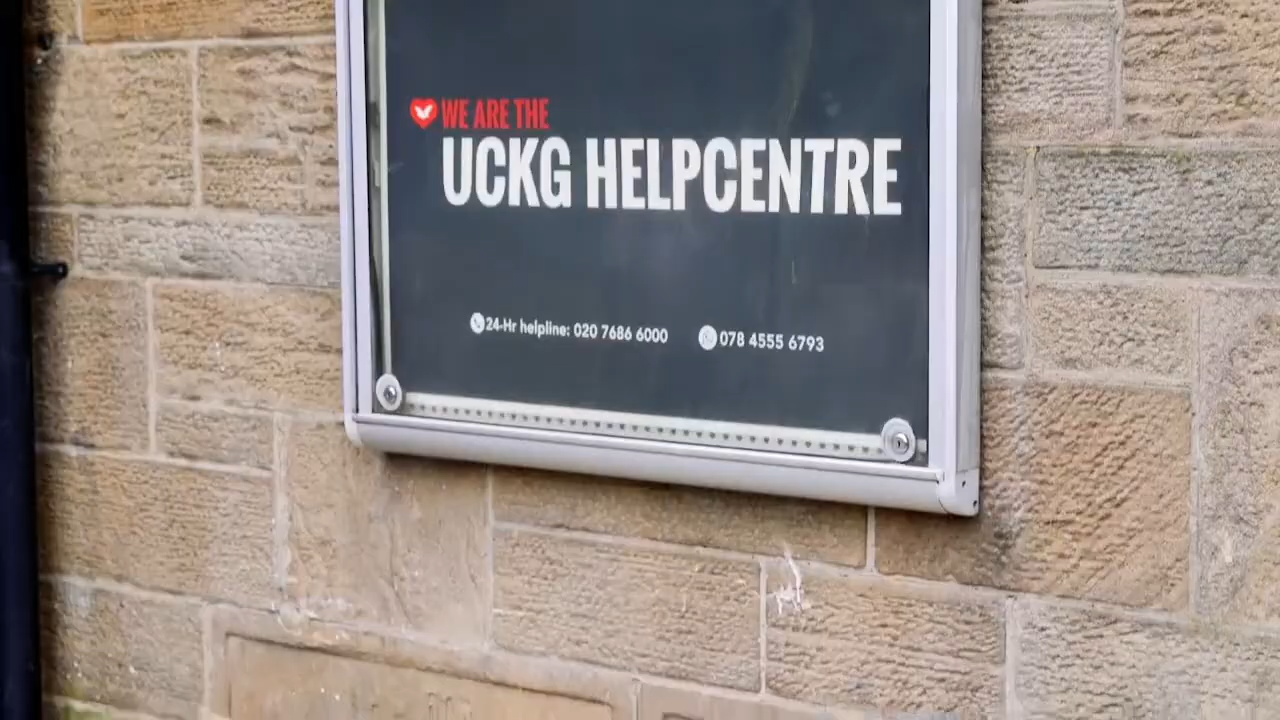 WE ARE THE
UCKG HELPCENTRE
24-Hr helpline: 020 7686 6000 078 4555 6793